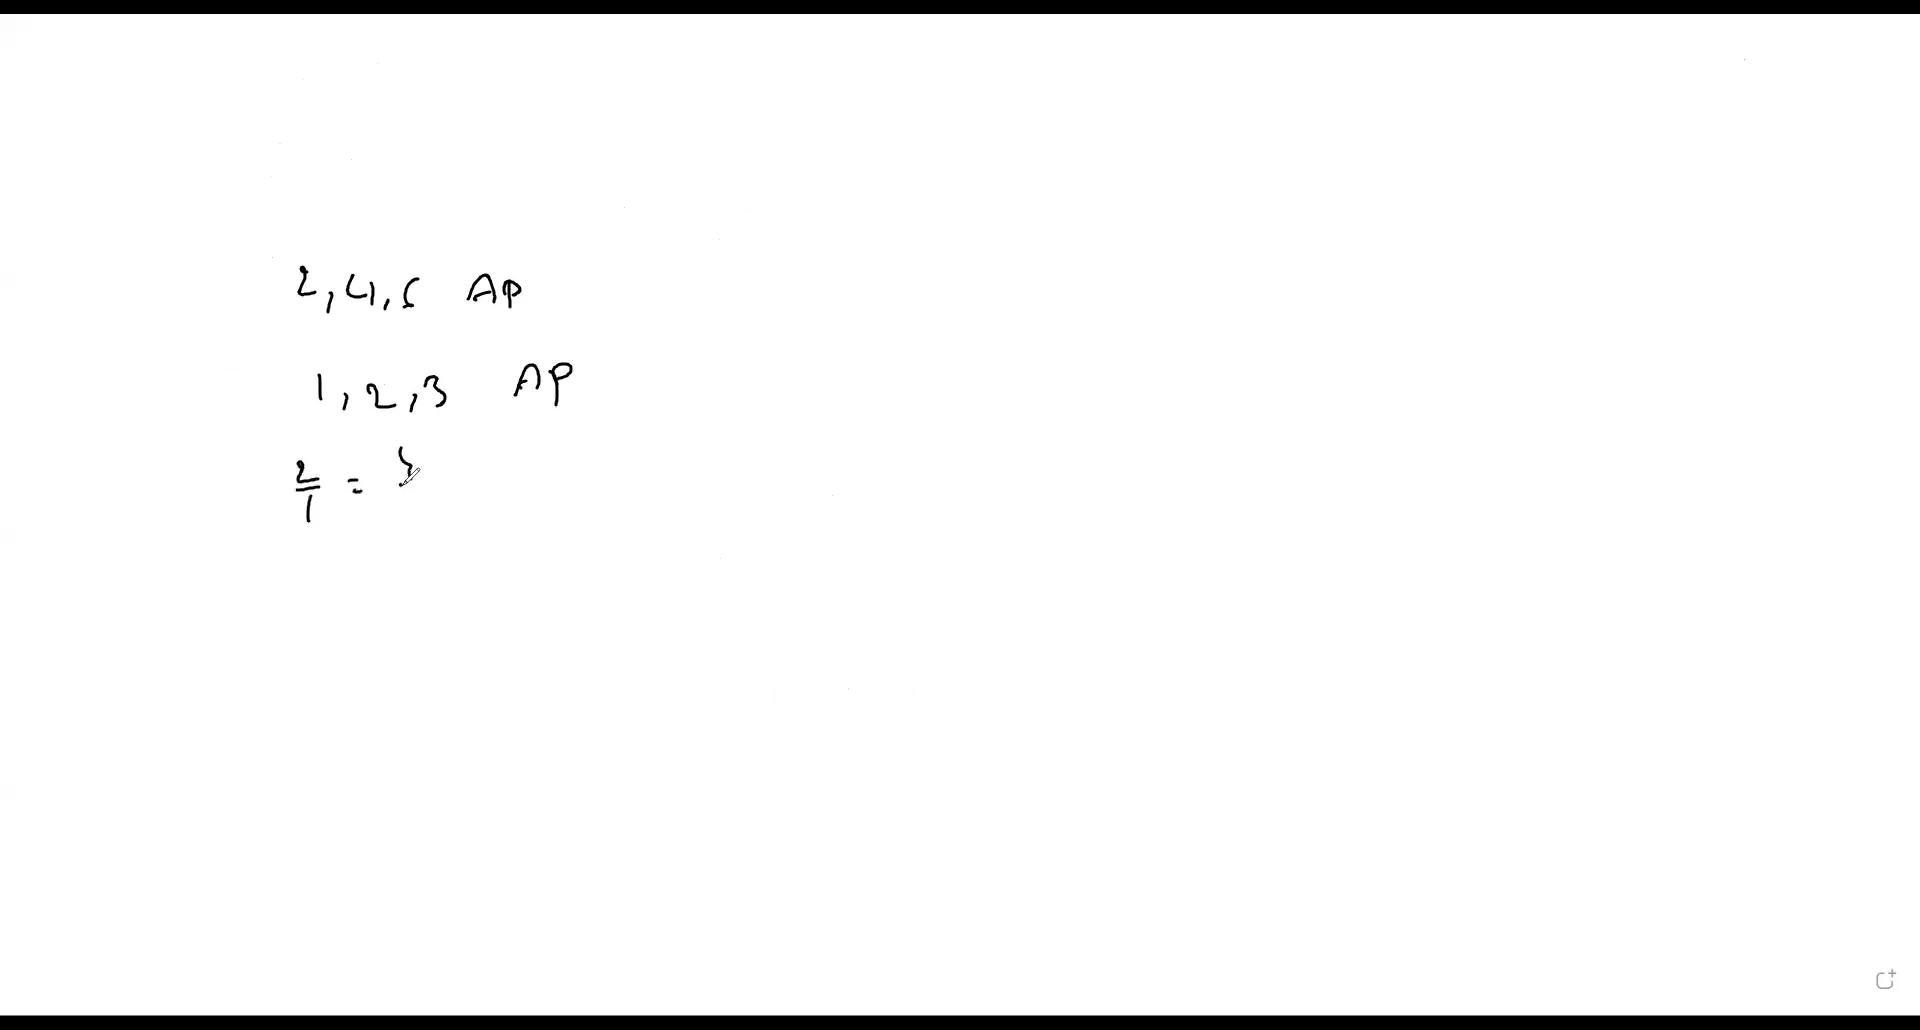 2, 4, 6 AP
1, 2, 3 AP
2/1 =